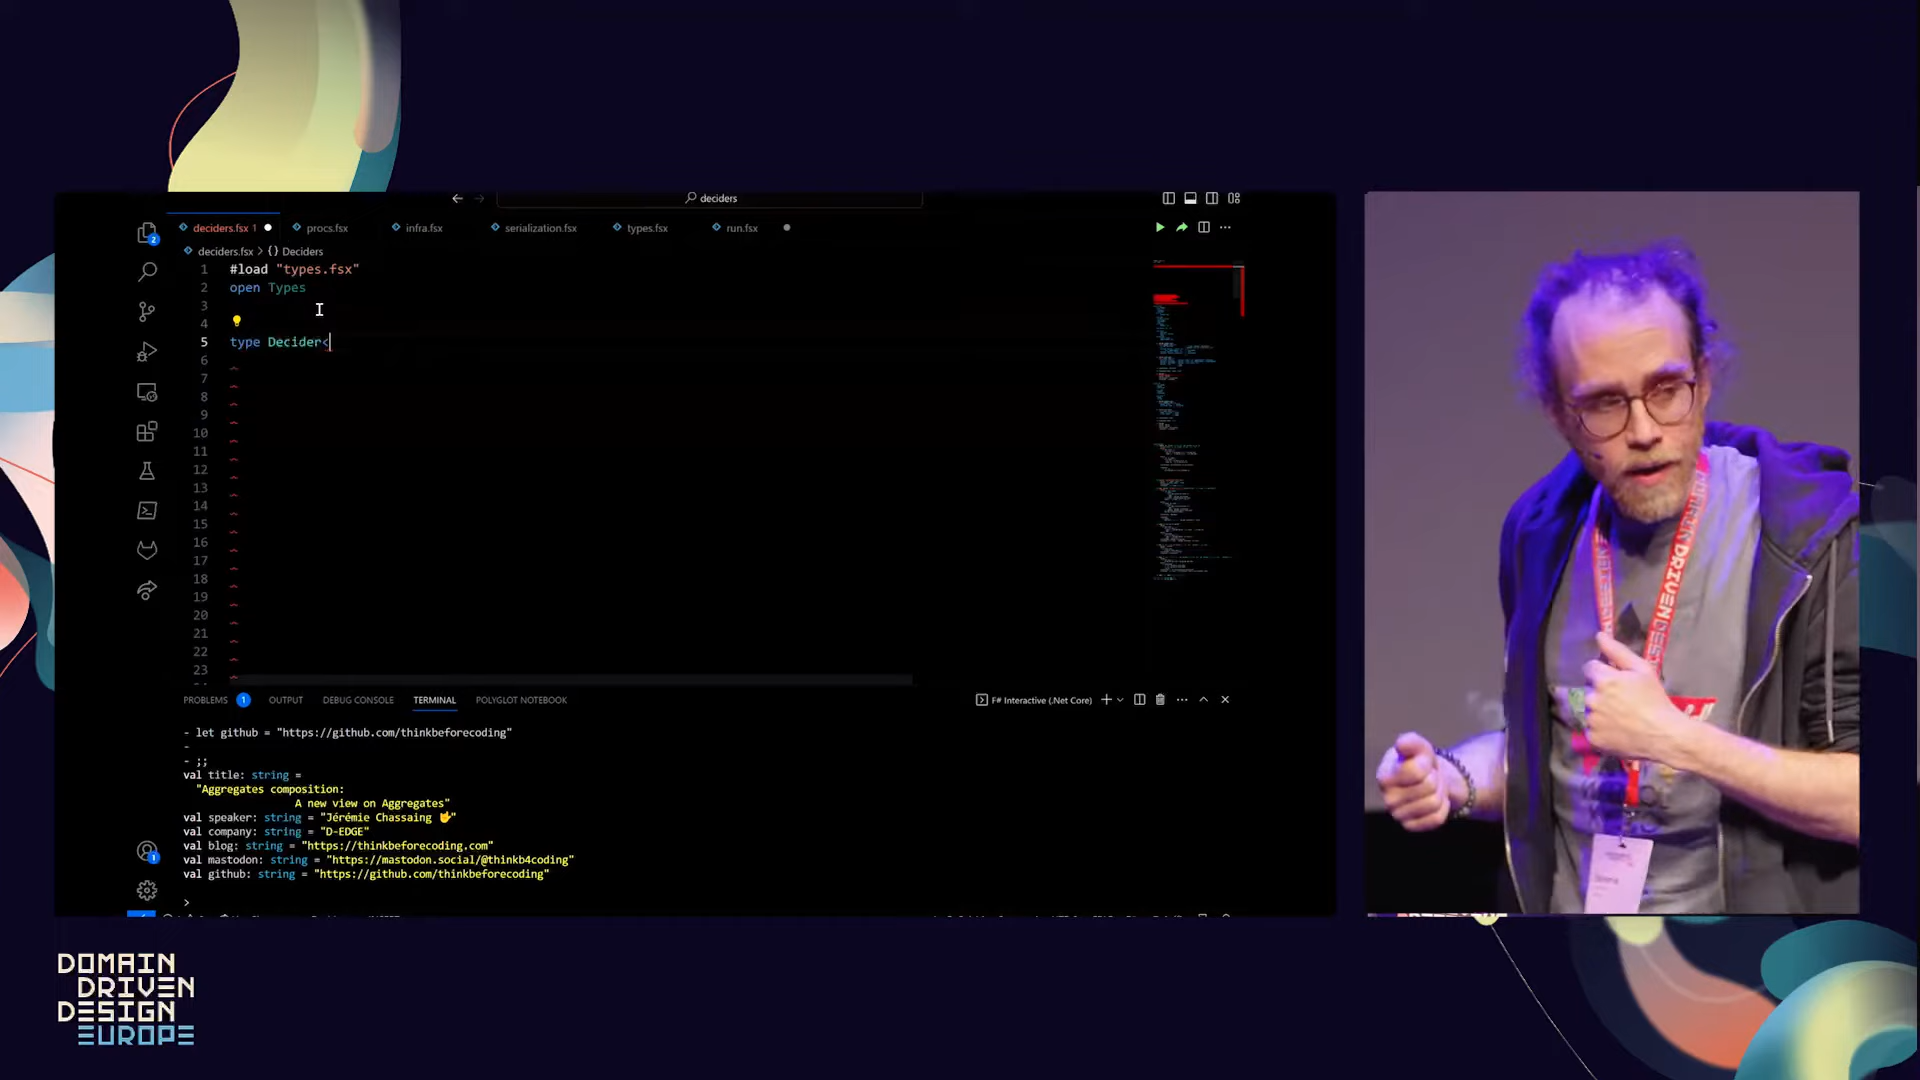 deciders
deciders.fsx 1
procs.fsx
infra.fsx
serialization.fsx
types.fsx
run.fsx
deciders.fsx > {} Deciders
1 #load "types.fsx"
2 open Types
3
4
5 type Decider<
6
7
8
9
10
11
12
13
14
15
16
17
18
19
20
21
22
23
PROBLEMS 1 OUTPUT DEBUG CONSOLE TERMINAL POLYGLOT NOTEBOOK
F# Interactive (.Net Core)
- let github = "https://github.com/thinkbeforecoding"
-
- ;;
val title: string =
"Aggregates composition:
A new view on Aggregates"
val speaker: string = "Jérémie Chassaing 🤟"
val company: string = "D-EDGE"
val blog: string = "https://thinkbeforecoding.com"
val mastodon: string = "https://mastodon.social/@thinkb4coding"
val github: string = "https://github.com/thinkbeforecoding"
>
2
1
DRIVEN
DOMAIN
DRIVEN
DESIGN
EUROPE